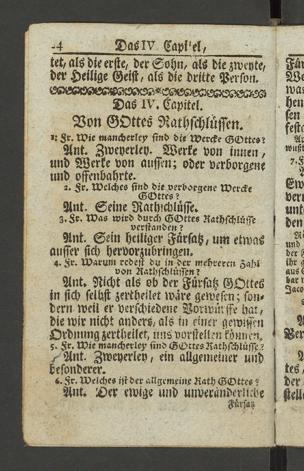 4 Das IV. Capitel,
tet, als die erste, der Sohn, als die zweyte,
der Heilige Geist, als die dritte Person.
Das IV. Capitel.
Von GOttes Rathschlüssen.
1. Fr. Wie mancherley sind die Wercke GOttes?
Ant. Zweyerley. Werke von innen,
und Werke von aussen; oder verborgene
und offenbahrte.
2. Fr. Welches sind die verborgene Wercke
GOttes?
Ant. Seine Rathschlüsse.
3. Fr. Was wird durch GOttes Rathschlüsse
verstanden?
Ant. Sein heiliger Fürsatz, um etwas
ausser sich hervorzubringen.
4. Fr. Warum redest du in der mehreren Zahl
von Rathschlüssen?
Ant. Nicht als ob der Fürsatz GOttes
in sich selbst zertheilet wäre gewesen; son-
dern weil er verschiedene Vorwürffe hat,
die wir nicht anders, als in einer gewissen
Ordnung zertheilet, uns vorstellen können.
5. Fr. Wie mancherley sind GOttes Rathschlüsse?
Ant. Zweyerley, ein allgemeiner und
besonderer.
6. Fr. Welches ist der allgemeine Rath GOttes?
Ant. Der ewige und unveränderliche
Fürsatz